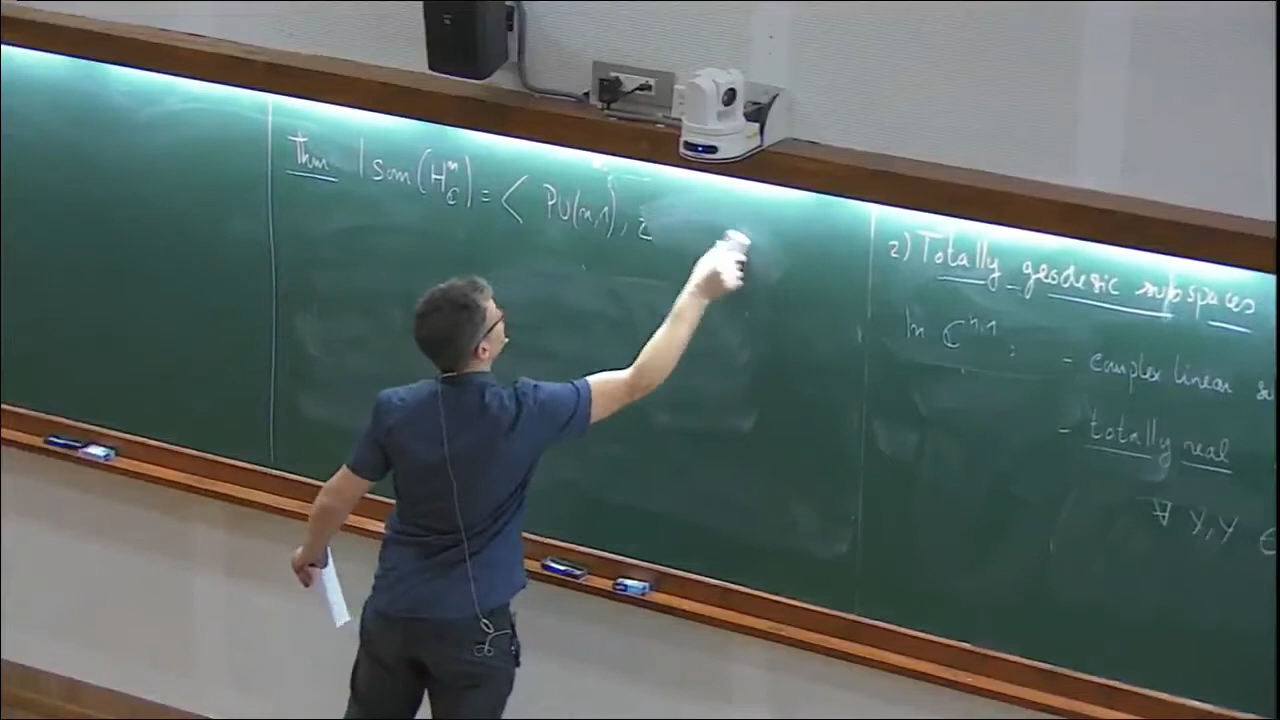 Thm Isom(H^n_ℂ) = < PU(n,1), z
2) Totally geodesic subspaces
In ℂ^{n,1} : - complex linear
- totally real
∀ X, Y ∈